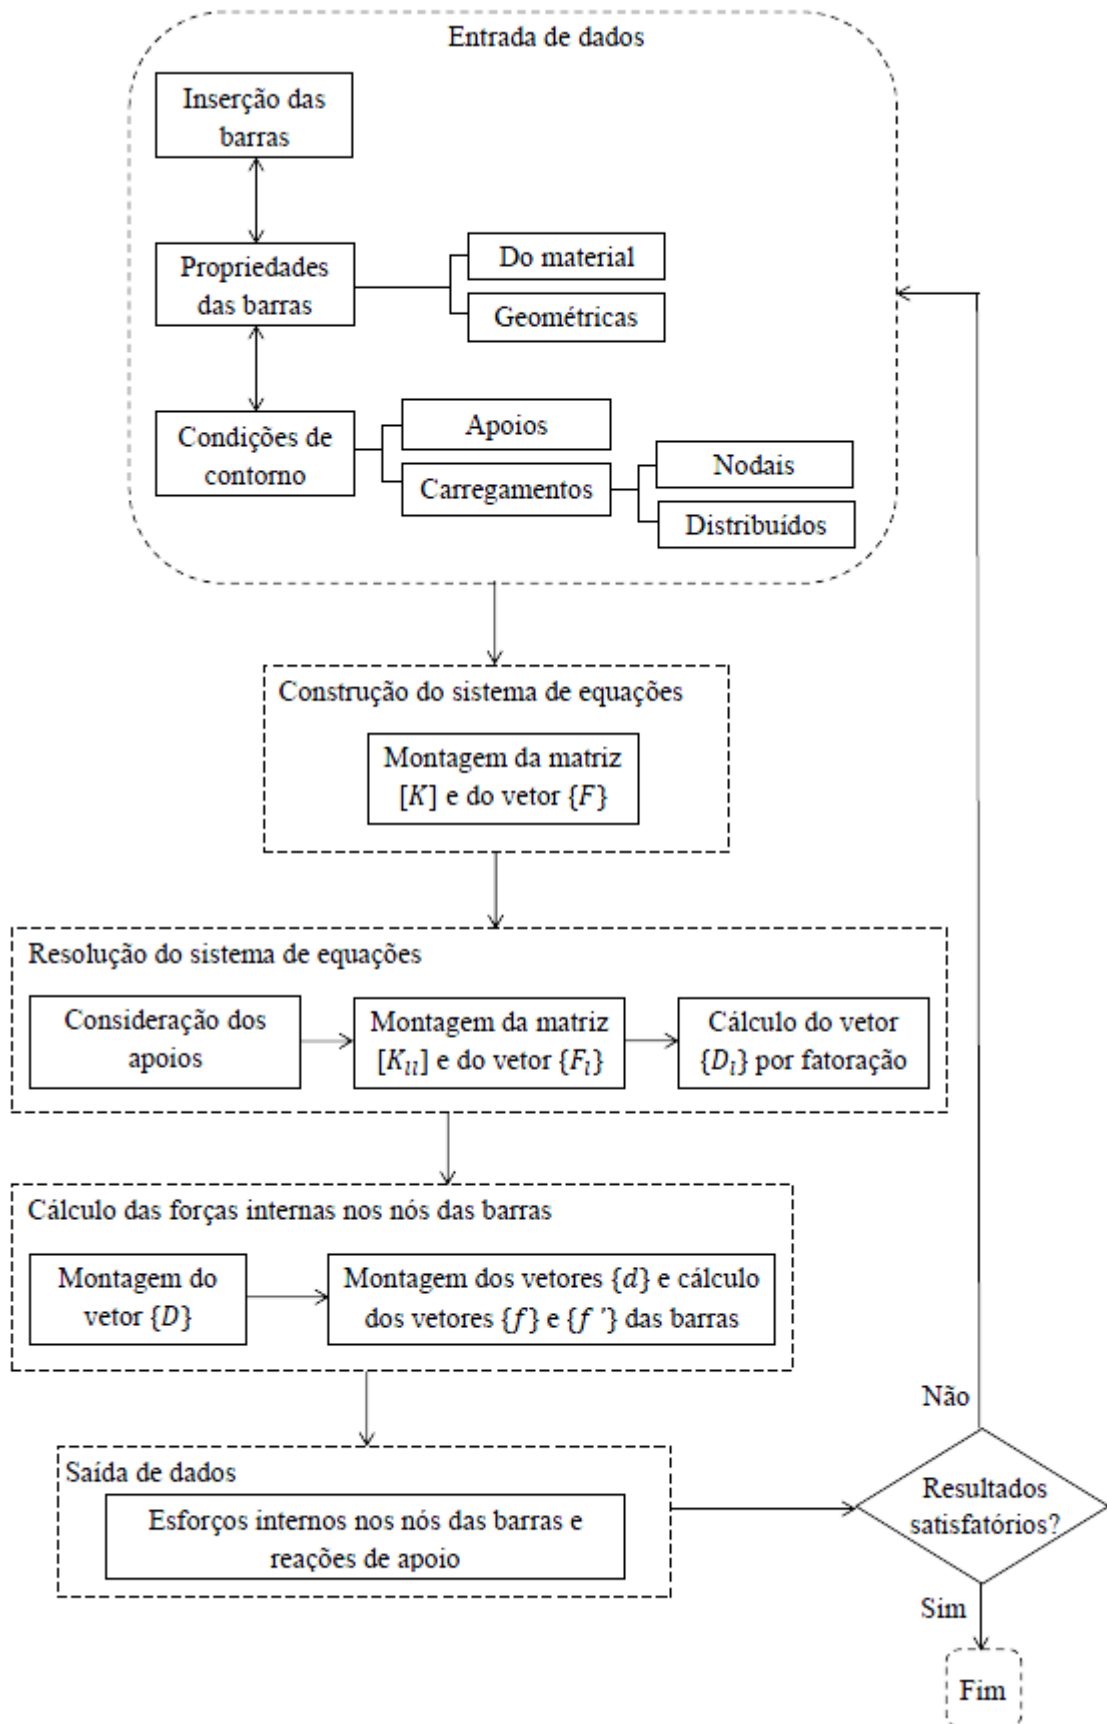 Entrada de dados
Inserção das
barras
Propriedades
das barras
Do material
Geométricas
Condições de
contorno
Apoios
Carregamentos
Nodais
Distribuídos
Construção do sistema de equações
Montagem da matriz
[K] e do vetor {F}
Resolução do sistema de equações
Consideração dos
apoios
Montagem da matriz
[K_ll] e do vetor {F_l}
Cálculo do vetor
{D_l} por fatoração
Cálculo das forças internas nos nós das barras
Montagem do
vetor {D}
Montagem dos vetores {d} e cálculo
dos vetores {f} e {f '} das barras
Saída de dados
Esforços internos nos nós das barras e
reações de apoio
Não
Resultados
satisfatórios?
Sim
Fim